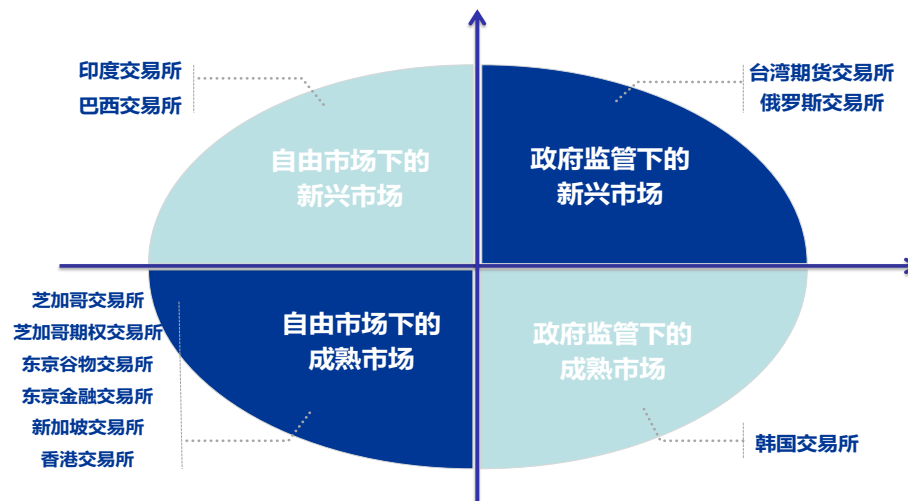 印度交易所
巴西交易所
台湾期货交易所
俄罗斯交易所
自由市场下的
新兴市场
政府监管下的
新兴市场
芝加哥交易所
芝加哥期权交易所
东京谷物交易所
东京金融交易所
新加坡交易所
香港交易所
自由市场下的
成熟市场
政府监管下的
成熟市场
韩国交易所